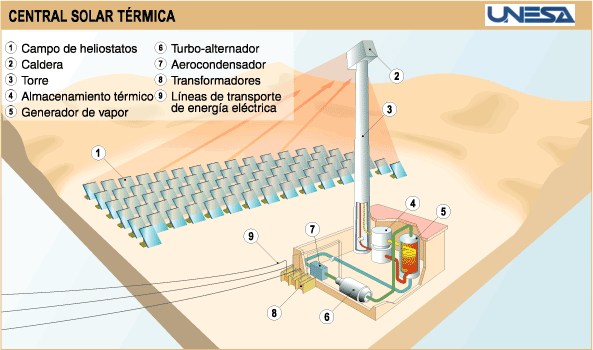 CENTRAL SOLAR TÉRMICA
UNESA
1 Campo de heliostatos
2 Caldera
3 Torre
4 Almacenamiento térmico
5 Generador de vapor
6 Turbo-alternador
7 Aerocondensador
8 Transformadores
9 Líneas de transporte
de energía eléctrica
2
3
1
4
5
9
7
8
6